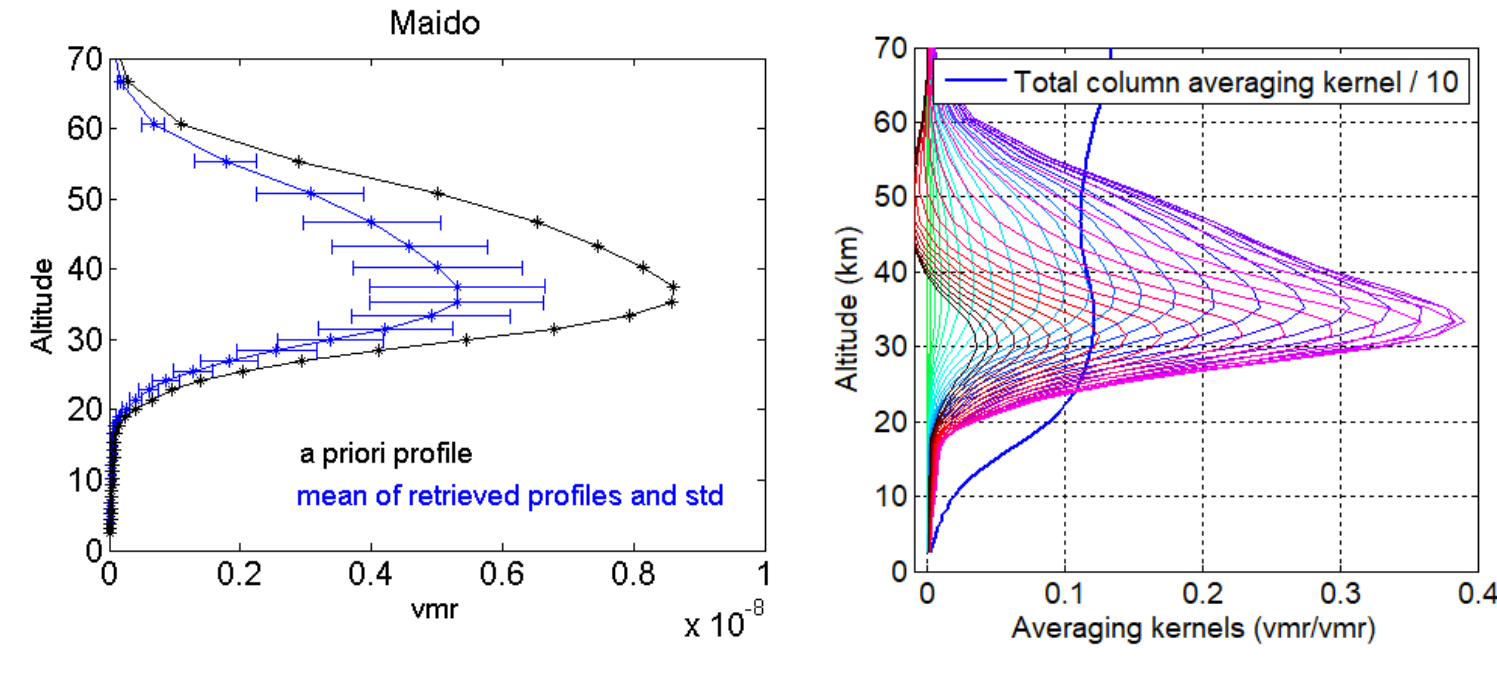 Maido
70
60
50
40
30
20
10
0
Altitude
a priori profile
mean of retrieved profiles and std
0 0.2 0.4 0.6 0.8 1
vmr
x 10⁻⁸
70
60
50
40
30
20
10
0
Altitude (km)
Total column averaging kernel / 10
0 0.1 0.2 0.3 0.4
Averaging kernels (vmr/vmr)